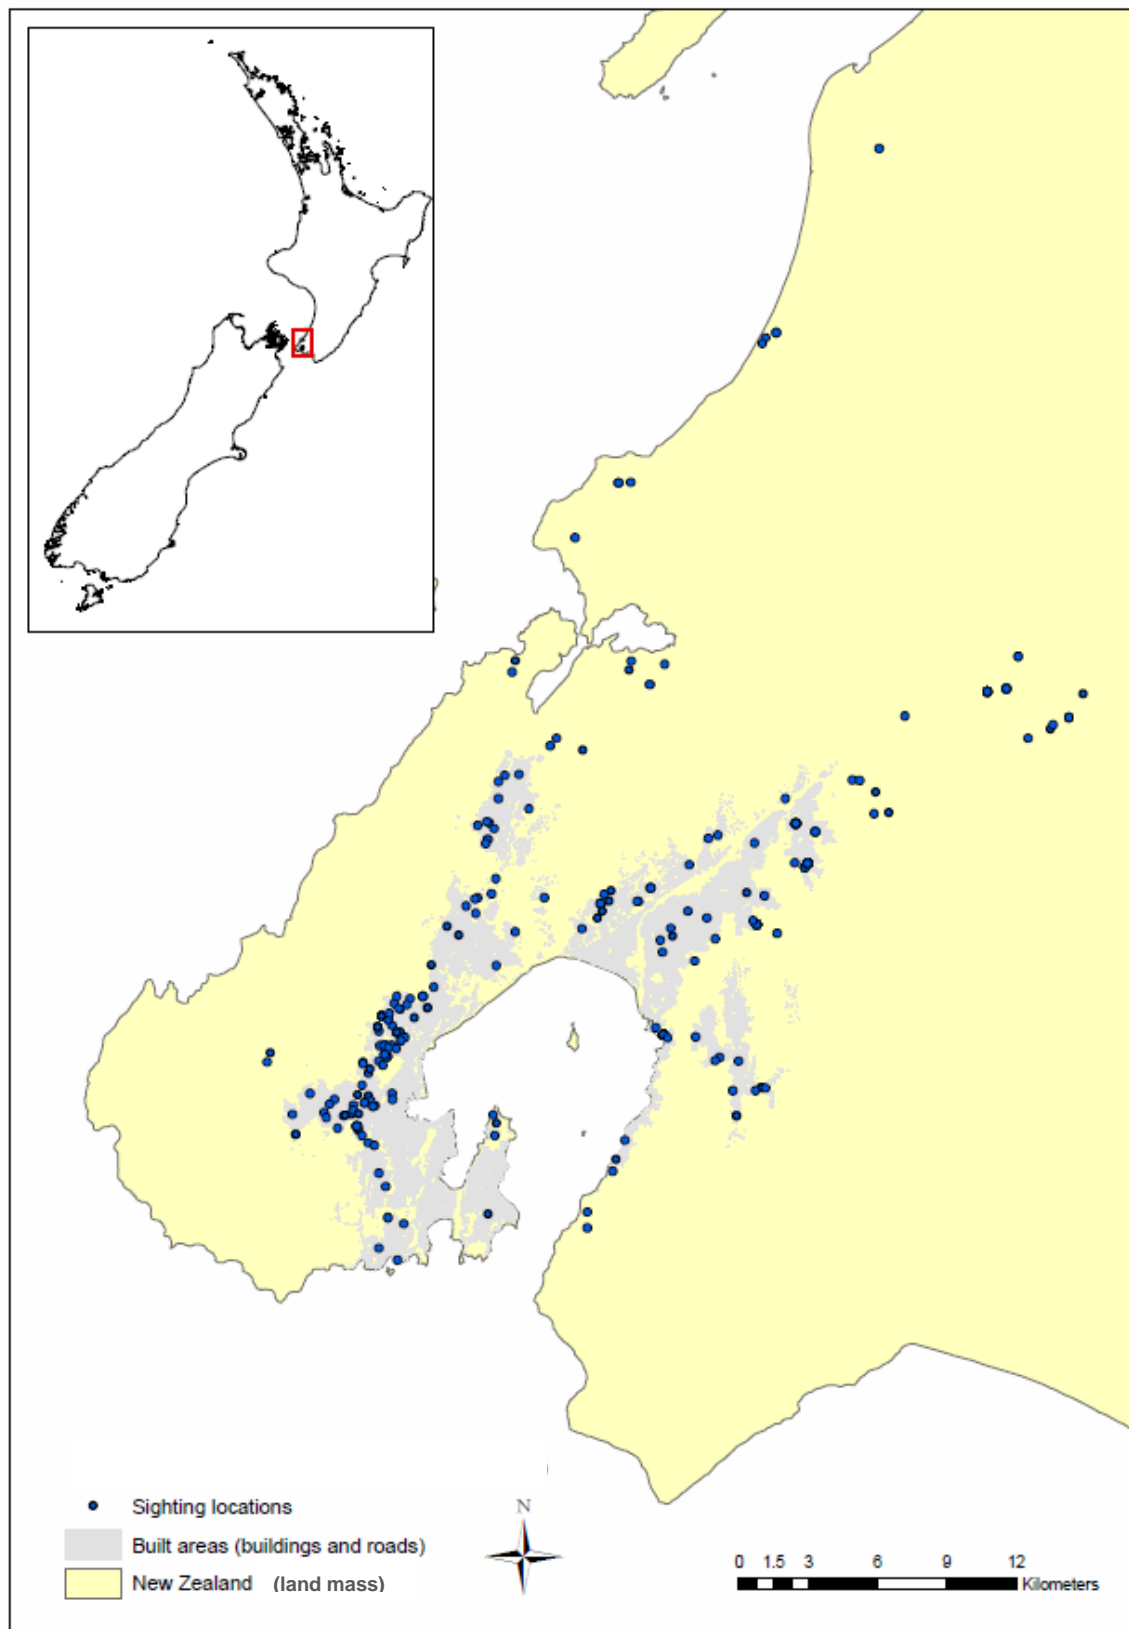 Sighting locations
N
Built areas (buildings and roads)
New Zealand (land mass)
0 1.5 3 6 9 12
Kilometers